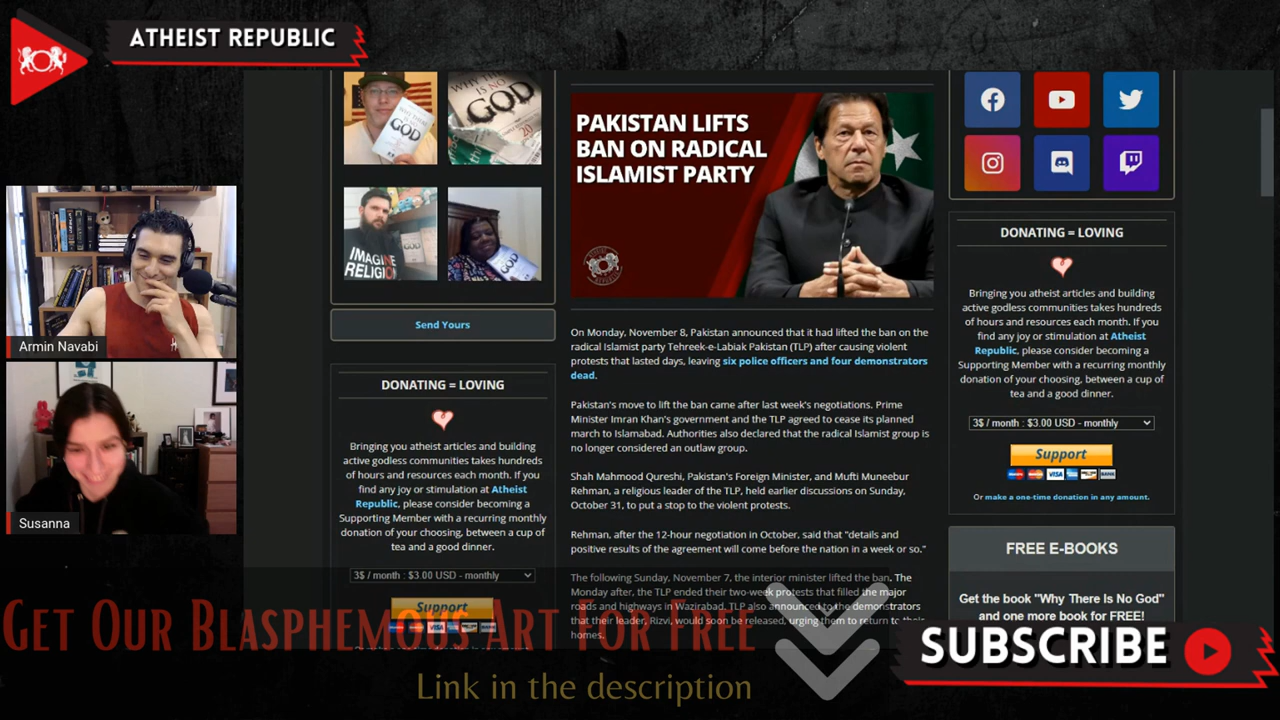 ATHEIST REPUBLIC
WHY THERE
IS NO
GOD
WHY THERE
IS NO
GOD
IMAGINE
RELIGION
GOD
Send Yours
DONATING = LOVING
Bringing you atheist articles and building
active godless communities takes hundreds
of hours and resources each month. If you
find any joy or stimulation at Atheist
Republic, please consider becoming a
Supporting Member with a recurring monthly
donation of your choosing, between a cup of
tea and a good dinner.
3$ / month : $3.00 USD - monthly
Support
VISA
PAKISTAN LIFTS
BAN ON RADICAL
ISLAMIST PARTY
On Monday, November 8, Pakistan announced that it had lifted the ban on the
radical Islamist party Tehreek-e-Labiak Pakistan (TLP) after causing violent
protests that lasted days, leaving six police officers and four demonstrators
dead.
Pakistan's move to lift the ban came after last week's negotiations. Prime
Minister Imran Khan's government and the TLP agreed to cease its planned
march to Islamabad. Authorities also declared that the radical Islamist group is
no longer considered an outlaw group.
Shah Mahmood Qureshi, Pakistan's Foreign Minister, and Mufti Muneebur
Rehman, a religious leader of the TLP, held earlier discussions on Sunday,
October 31, to put a stop to the violent protests.
Rehman, after the 12-hour negotiation in October, said that "details and
positive results of the agreement will come before the nation in a week or so."
The following Sunday, November 7, the interior minister lifted the ban. The
Monday after, the TLP ended their two-week protests that filled the major
roads and highways in Wazirabad. TLP also announced to the demonstrators
that their leader, Rizvi, would soon be released, urging them to return to their
homes.
DONATING = LOVING
Bringing you atheist articles and building
active godless communities takes hundreds
of hours and resources each month. If you
find any joy or stimulation at Atheist
Republic, please consider becoming a
Supporting Member with a recurring monthly
donation of your choosing, between a cup of
tea and a good dinner.
3$ / month : $3.00 USD - monthly
Support
VISA
Or make a one-time donation in any amount.
FREE E-BOOKS
Get the book "Why There Is No God"
and one more book for FREE!
Armin Navabi
Susanna
GET OUR BLASPHEMOUS ART FOR FREE
Link in the description
SUBSCRIBE